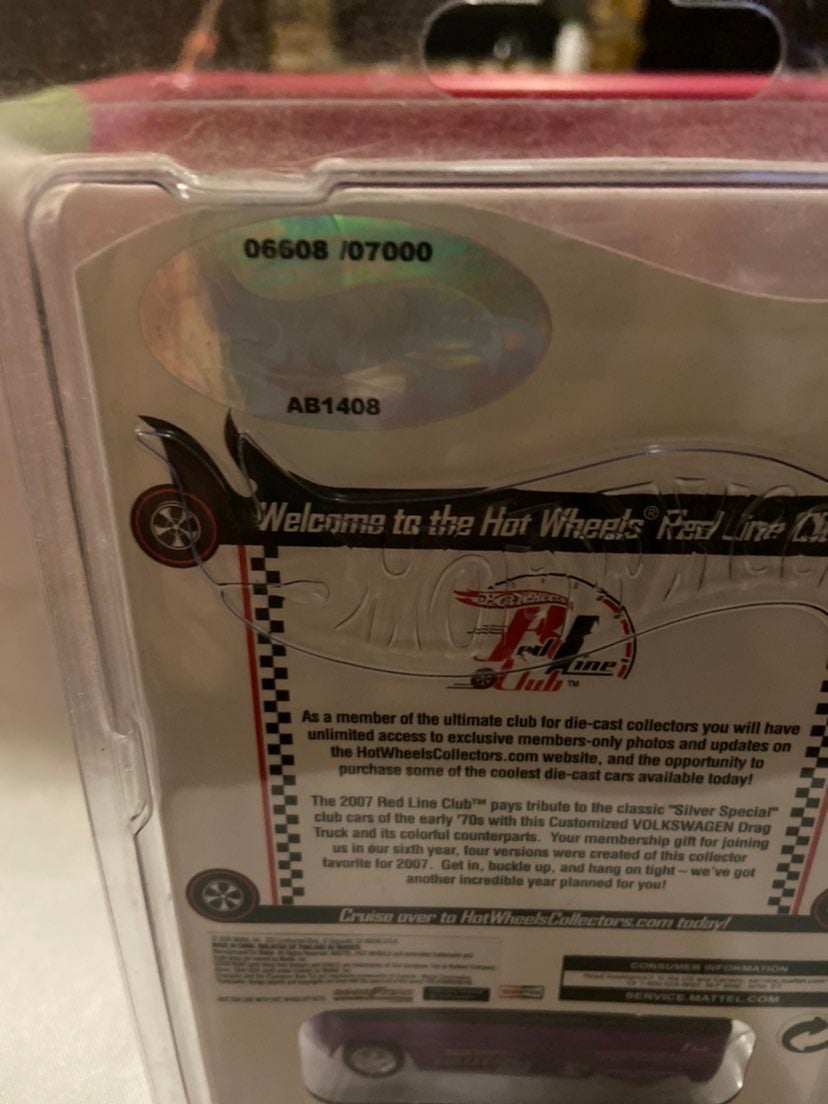 06608 /07000
AB1408
Welcome to the Hot Wheels® Red Line
HOT WHEELS
Red Line Club™
As a member of the ultimate club for die-cast collectors you will have
unlimited access to exclusive members-only photos and updates on
the HotWheelsCollectors.com website, and the opportunity to
purchase some of the coolest die-cast cars available today!
The 2007 Red Line Club™ pays tribute to the classic "Silver Special"
club cars of the early '70s with this Customized VOLKSWAGEN Drag
Truck and its colorful counterparts. Your membership gift for joining
us in our sixth year, four versions were created of this collector
favorite for 2007. Get in, buckle up, and hang on tight – we've got
another incredible year planned for you!
Cruise over to HotWheelsCollectors.com today!
CONSUMER INFORMATION
SERVICE.MATTEL.COM